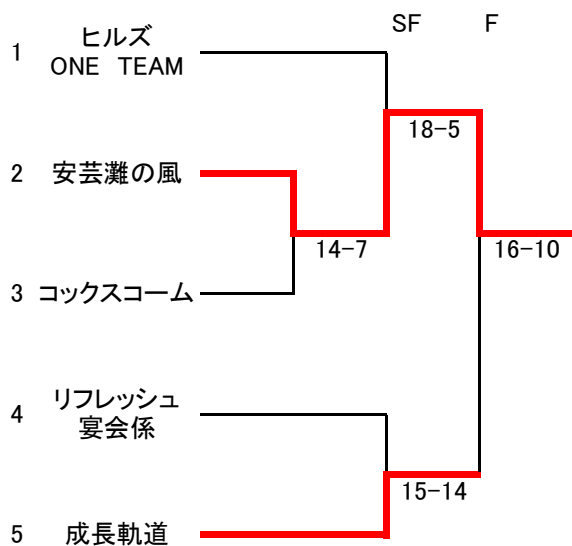 SF F
1 ヒルズ
ONE TEAM
18-5
2 安芸灘の風
14-7 16-10
3 コックスコーム
4 リフレッシュ
宴会係
15-14
5 成長軌道